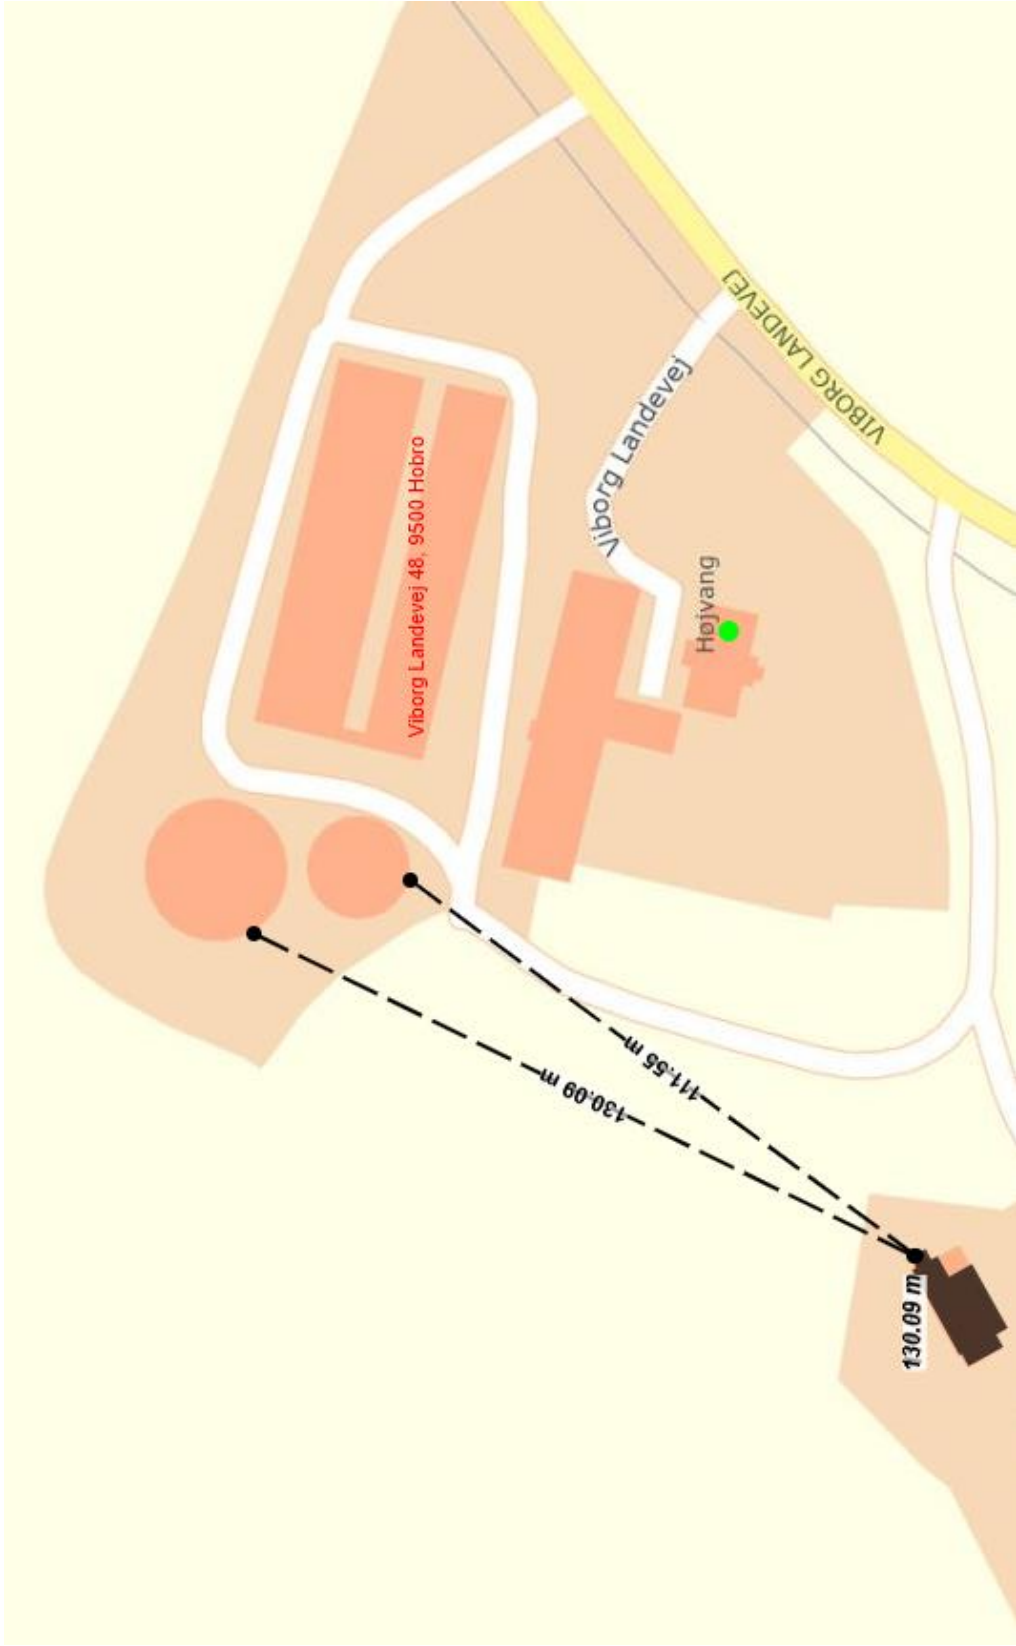 VIBORG LANDEVEJ
Viborg Landevej
Viborg Landevej 48, 9500 Hobro
Højvang
111.55 m
130.09 m
130.09 m